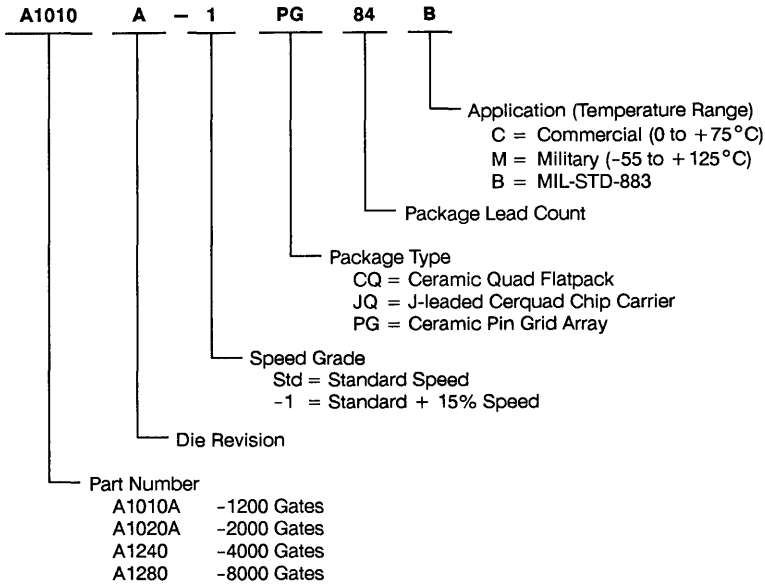 A1010 A – 1 PG 84 B
Application (Temperature Range)
C = Commercial (0 to +75°C)
M = Military (-55 to +125°C)
B = MIL-STD-883
Package Lead Count
Package Type
CQ = Ceramic Quad Flatpack
JQ = J-leaded Cerquad Chip Carrier
PG = Ceramic Pin Grid Array
Speed Grade
Std = Standard Speed
-1 = Standard + 15% Speed
Die Revision
Part Number
A1010A -1200 Gates
A1020A -2000 Gates
A1240 -4000 Gates
A1280 -8000 Gates